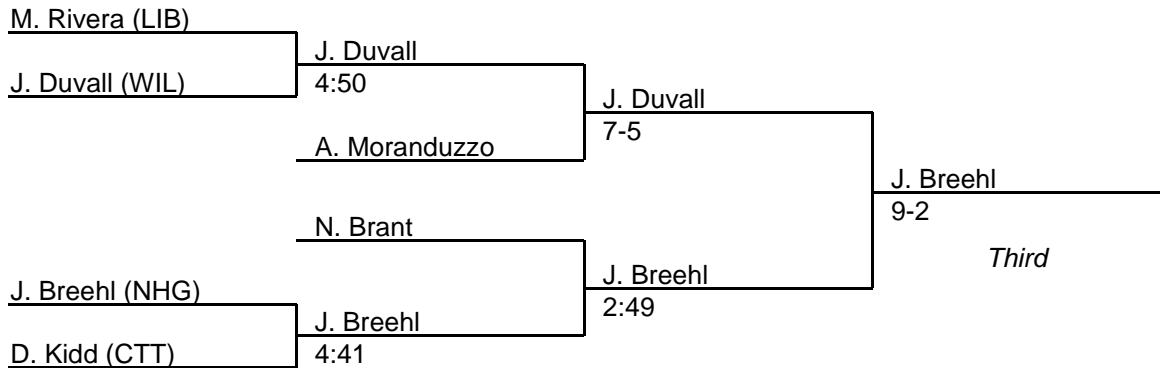 M. Rivera (LIB)
J. Duvall
J. Duvall (WIL)
4:50
J. Duvall
7-5
A. Moranduzzo
J. Breehl
9-2
N. Brant
Third
J. Breehl (NHG)
J. Breehl
2:49
J. Breehl
D. Kidd (CTT)
4:41